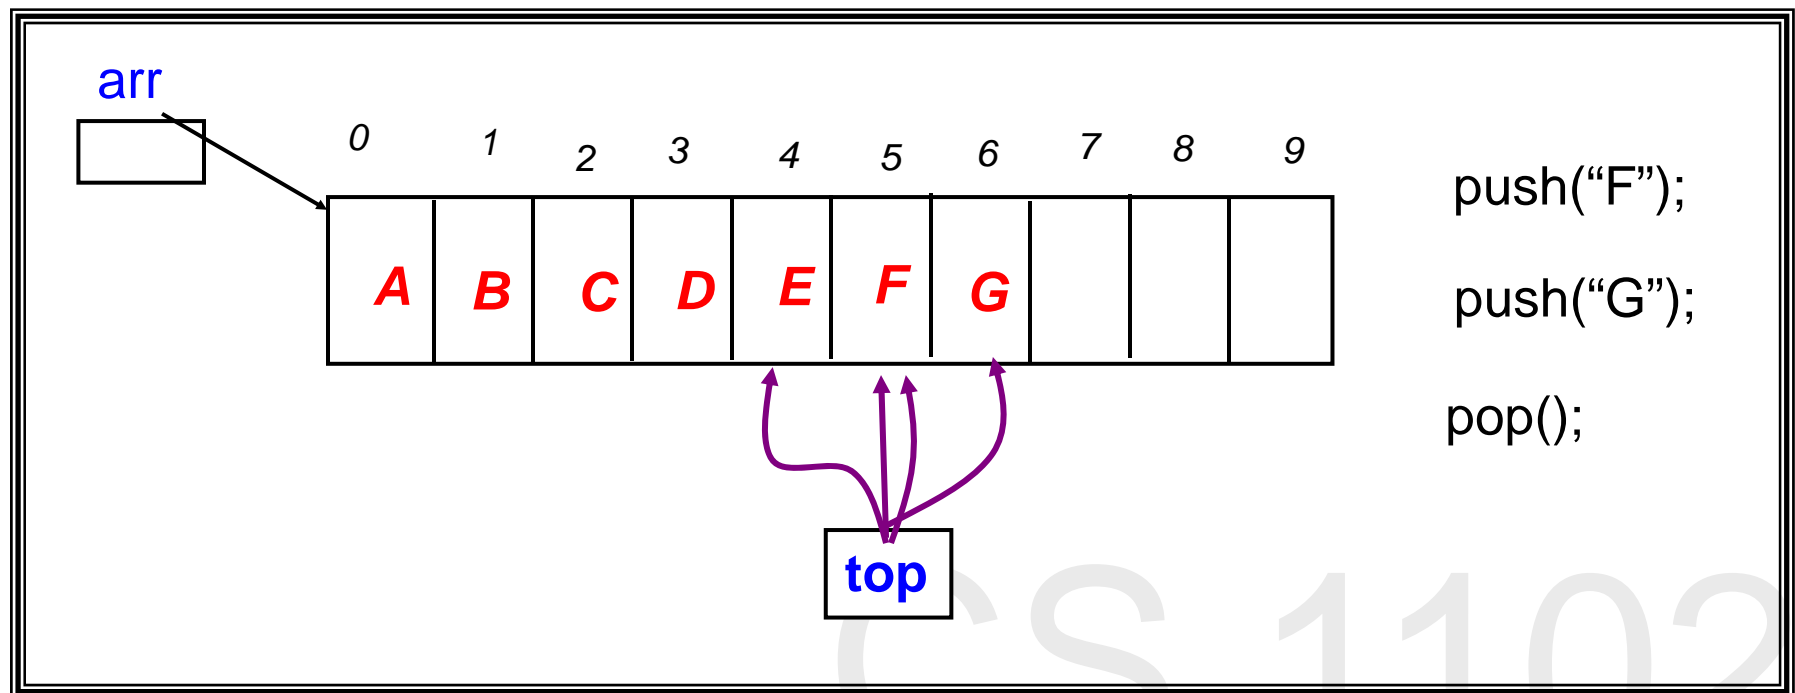 arr
0 1 2 3 4 5 6 7 8 9
A B C D E F G
push(“F”);
push(“G”);
pop();
top
CS 1102